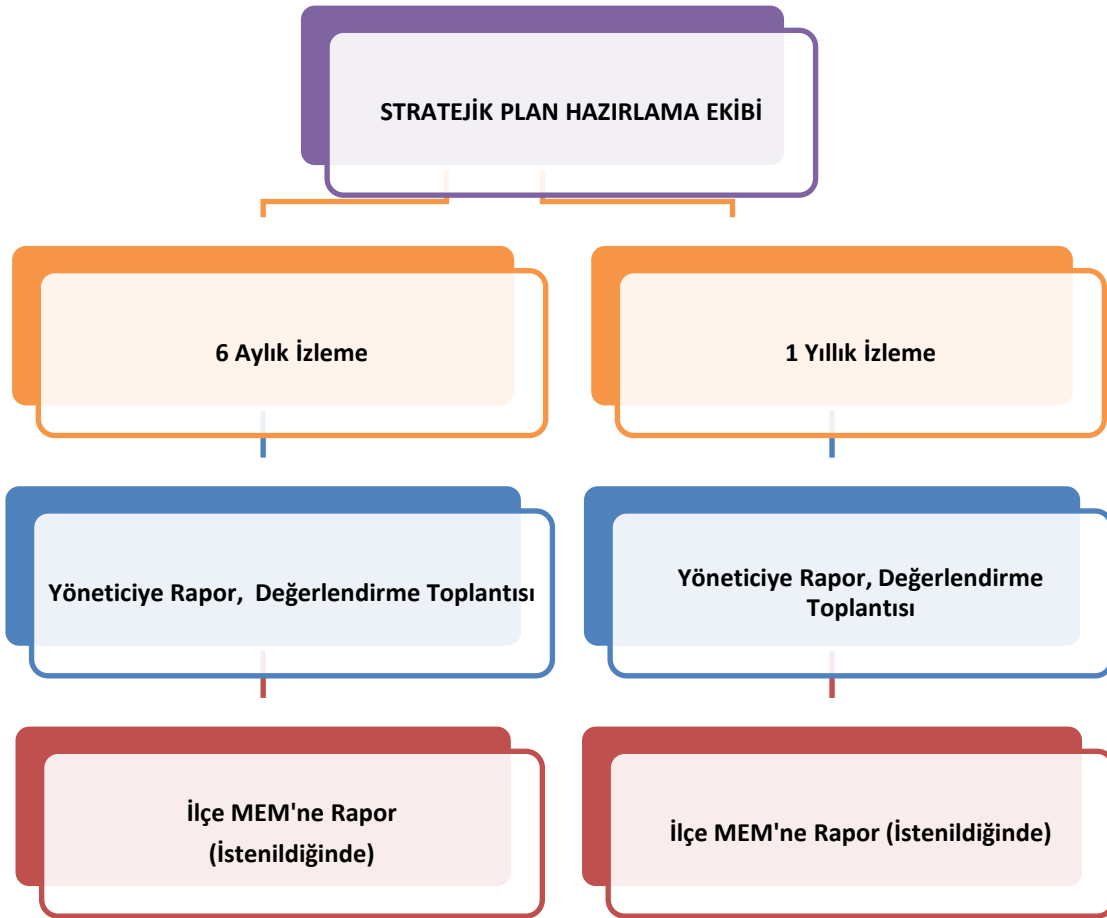 STRATEJİK PLAN HAZIRLAMA EKİBİ
6 Aylık İzleme
1 Yıllık İzleme
Yöneticiye Rapor, Değerlendirme Toplantısı
Yöneticiye Rapor, Değerlendirme
Toplantısı
İlçe MEM'ne Rapor
(İstenildiğinde)
İlçe MEM'ne Rapor (İstenildiğinde)